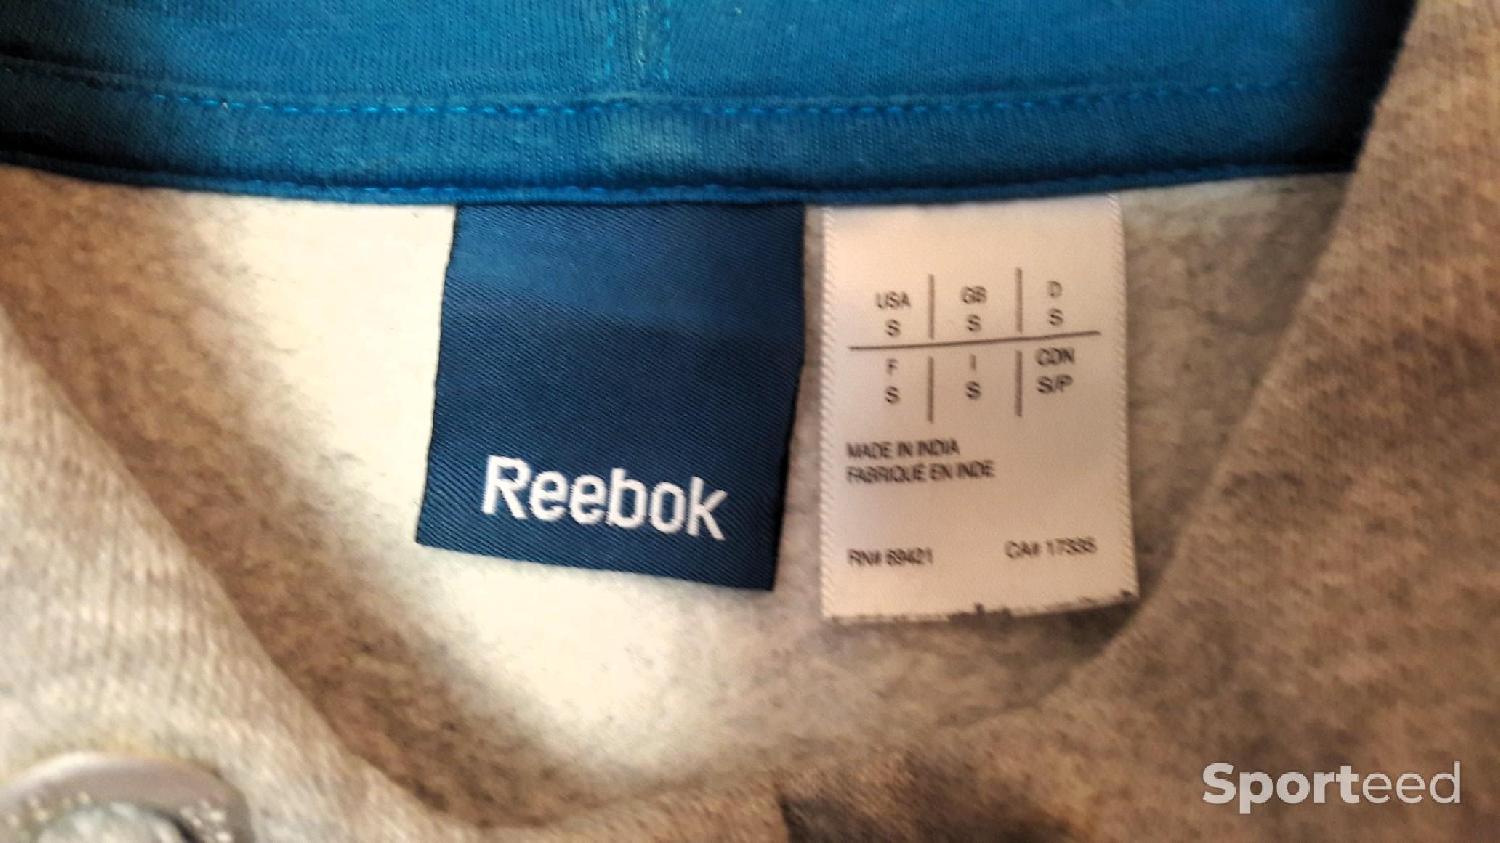 Reebok
USA GB D
S S S
F I CDN
S S S/P
MADE IN INDIA
FABRIQUÉ EN INDE
RN# 69421 CA# 17335
Sporteed